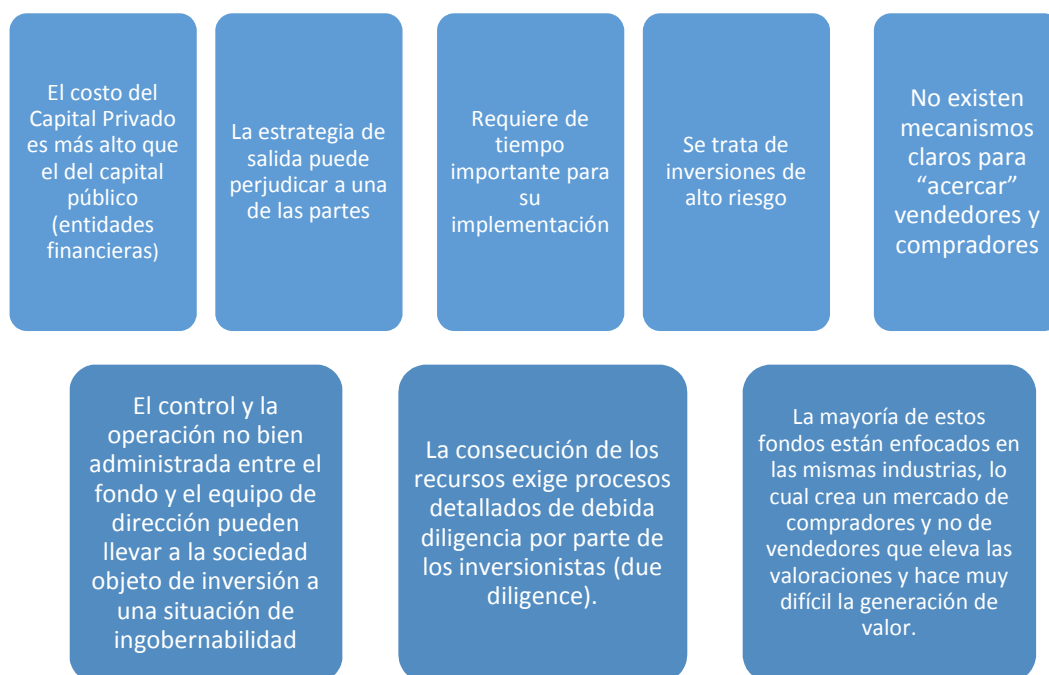 El costo del
Capital Privado
es más alto que
el del capital
público
(entidades
financieras)
La estrategia de
salida puede
perjudicar a una
de las partes
Requiere de
tiempo
importante para
su
implementación
Se trata de
inversiones de
alto riesgo
No existen
mecanismos
claros para
“acercar”
vendedores y
compradores
El control y la
operación no bien
administrada entre el
fondo y el equipo de
dirección pueden
llevar a la sociedad
objeto de inversión a
una situación de
ingobernabilidad
La consecución de los
recursos exige procesos
detallados de debida
diligencia por parte de
los inversionistas (due
diligence).
La mayoría de estos
fondos están enfocados en
las mismas industrias, lo
cual crea un mercado de
compradores y no de
vendedores que eleva las
valoraciones y hace muy
difícil la generación de
valor.